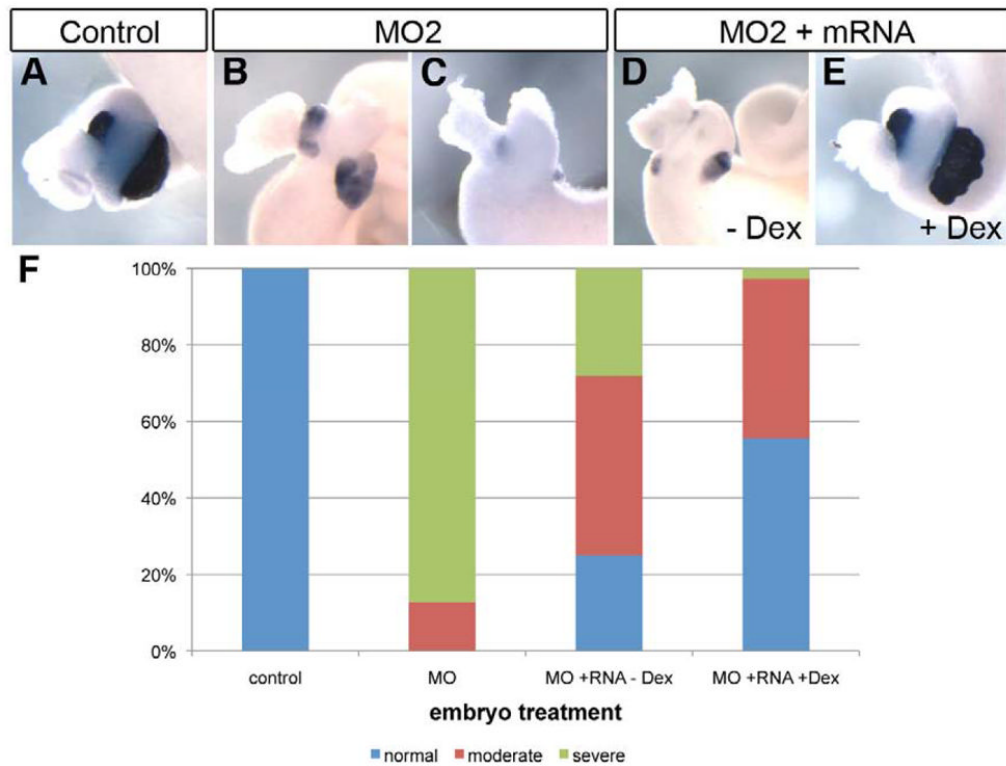 Control MO2 MO2 + mRNA
A B C D E
- Dex + Dex
F
100%
80%
60%
40%
20%
0%
control MO MO +RNA - Dex MO +RNA +Dex
embryo treatment
normal moderate severe